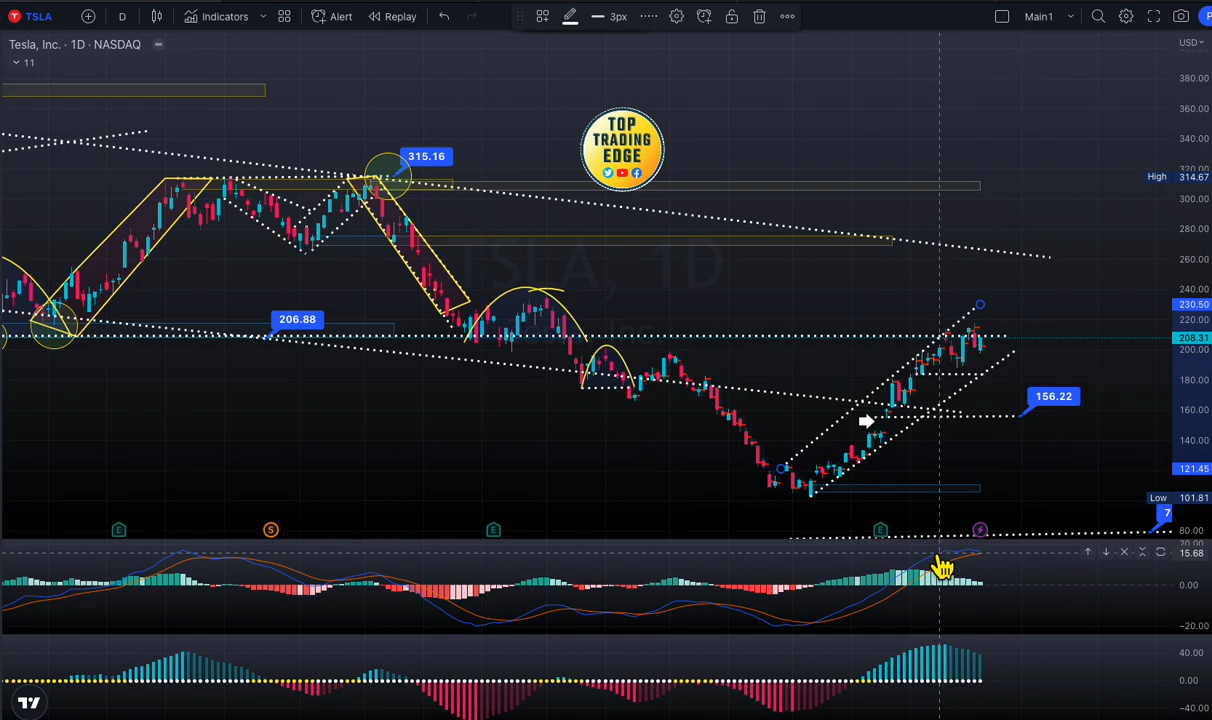 TSLA
D
Indicators
Alert
Replay
3px
Main1
P
Tesla, Inc. · 1D · NASDAQ
11
USD
380.00
360.00
340.00
TOP
TRADING
EDGE
315.16
High 314.67
300.00
280.00
TSLA, 1D
260.00
240.00
230.50
220.00
206.88
208.31
200.00
180.00
160.00
156.22
140.00
121.45
Low 101.81
7
E
S
E
E
80.00
15.68
0.00
−20.00
40.00
0.00
−40.00